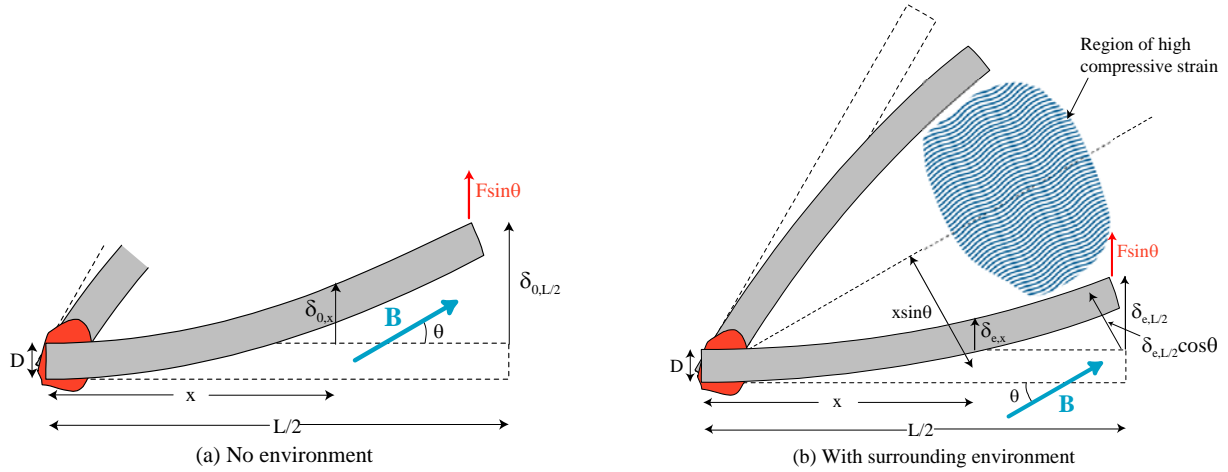 Fsinθ
δ0,L/2
δ0,x
B
θ
D
x
L/2
(a) No environment
Region of high
compressive strain
Fsinθ
xsinθ
δe,x
δe,L/2
δe,L/2cosθ
D
θ
B
x
L/2
(b) With surrounding environment